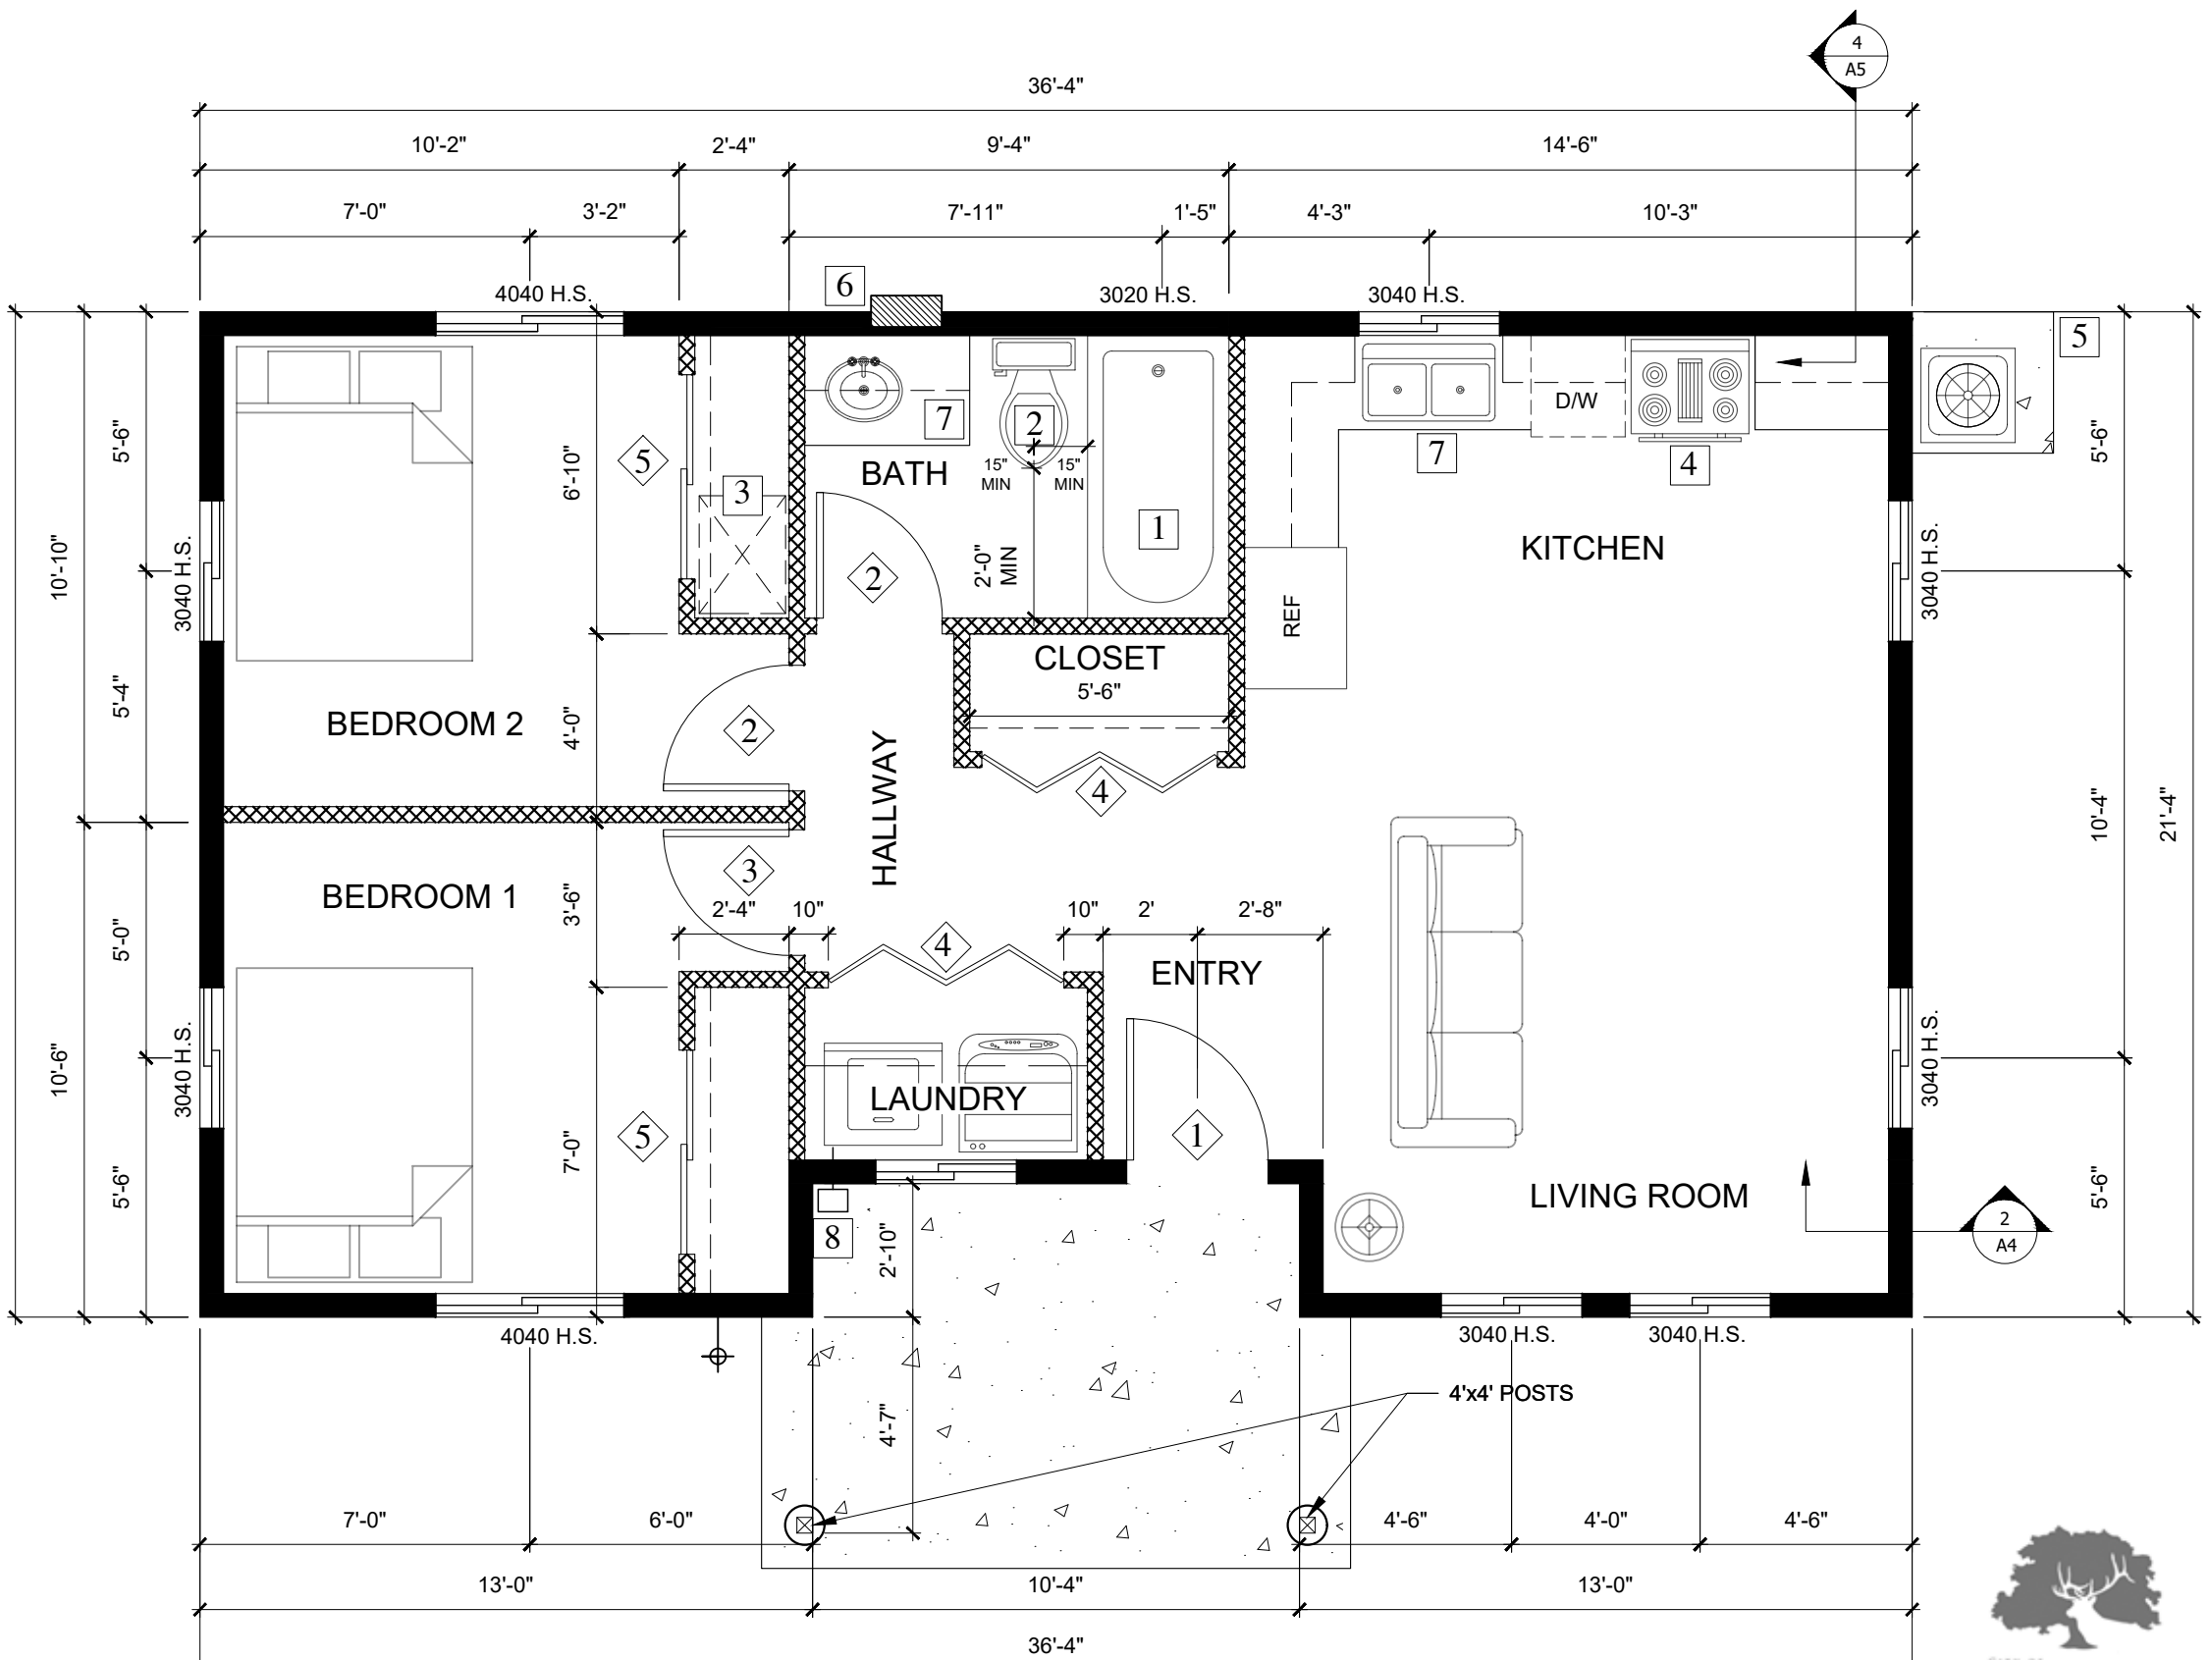 4
A5
36'-4"
10'-2" 2'-4" 9'-4" 14'-6"
7'-0" 3'-2" 7'-11" 1'-5" 4'-3" 10'-3"
4040 H.S. 6 3020 H.S. 3040 H.S.
5
5'-6"
5'-6"
D/W
7 2 7 4
BATH 15" MIN 15" MIN
5 6'-10" 3
1
10'-10" 3040 H.S.
2 2'-0" MIN
KITCHEN
3040 H.S.
REF
CLOSET
5'-6"
5'-4"
BEDROOM 2 4'-0" 2
HALLWAY
4
10'-4" 21'-4"
BEDROOM 1 3'-6" 3
2'-4" 10" 10" 2' 2'-8"
5'-0"
4
ENTRY
10'-6" 3040 H.S.
3040 H.S.
LAUNDRY
5 7'-0" 1
5'-6"
5'-6"
LIVING ROOM
8 2'-10"
2
A4
4040 H.S. 3040 H.S. 3040 H.S.
4'x4' POSTS
4'-7"
7'-0" 6'-0" 4'-6" 4'-0" 4'-6"
13'-0" 10'-4" 13'-0"
36'-4"